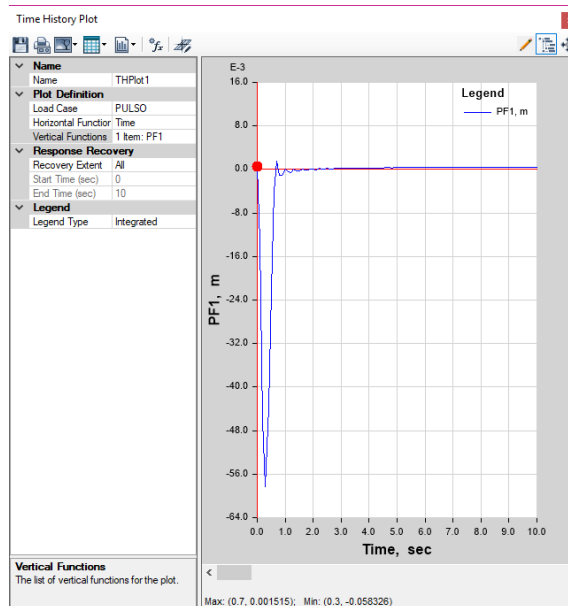 Time History Plot
Name
Name THPlot1
Plot Definition
Load Case PULSO
Horizontal Function Time
Vertical Functions 1 Item: PF1
Response Recovery
Recovery Extent All
Start Time (sec) 0
End Time (sec) 10
Legend
Legend Type Integrated
Vertical Functions
The list of vertical functions for the plot.
E-3
16.0
8.0
0.0
-8.0
-16.0
-24.0
-32.0
-40.0
-48.0
-56.0
-64.0
PF1, m
Legend
PF1, m
0.0 1.0 2.0 3.0 4.0 5.0 6.0 7.0 8.0 9.0 10.0
Time, sec
Max: (0.7, 0.001515); Min: (0.3, -0.058326)